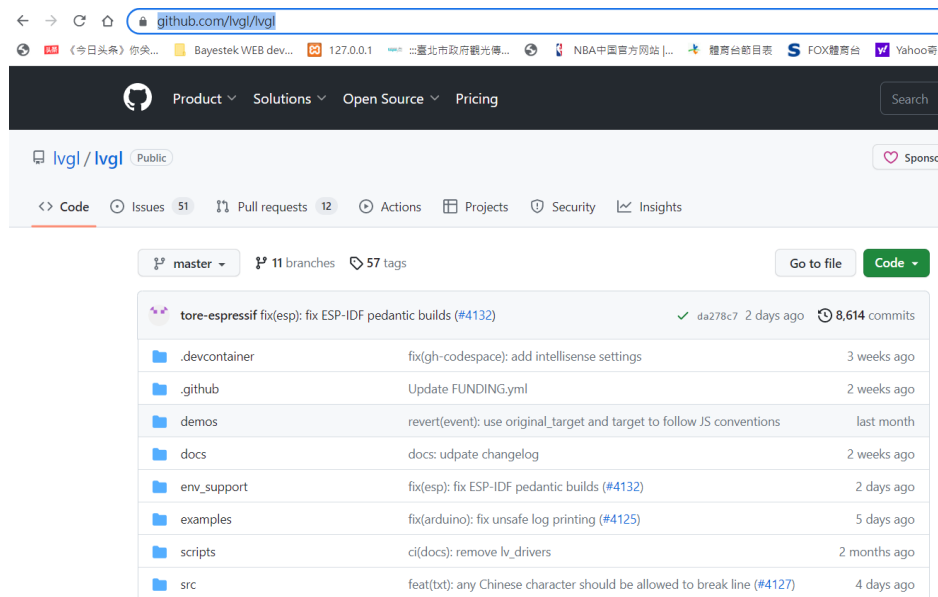 github.com/lvgl/lvgl
头条 《今日头条》你关... Bayestek WEB dev... 127.0.0.1 :::臺北市政府觀光傳... NBA中国官方网站 |... 體育台節目表 FOX體育台 Yahoo奇
Product Solutions Open Source Pricing Search
lvgl / lvgl Public Sponso
Code Issues 51 Pull requests 12 Actions Projects Security Insights
master 11 branches 57 tags Go to file Code
tore-espressif fix(esp): fix ESP-IDF pedantic builds (#4132) da278c7 2 days ago 8,614 commits
.devcontainer fix(gh-codespace): add intellisense settings 3 weeks ago
.github Update FUNDING.yml 2 weeks ago
demos revert(event): use original_target and target to follow JS conventions last month
docs docs: udpate changelog 2 weeks ago
env_support fix(esp): fix ESP-IDF pedantic builds (#4132) 2 days ago
examples fix(arduino): fix unsafe log printing (#4125) 5 days ago
scripts ci(docs): remove lv_drivers 2 months ago
src feat(txt): any Chinese character should be allowed to break line (#4127) 4 days ago